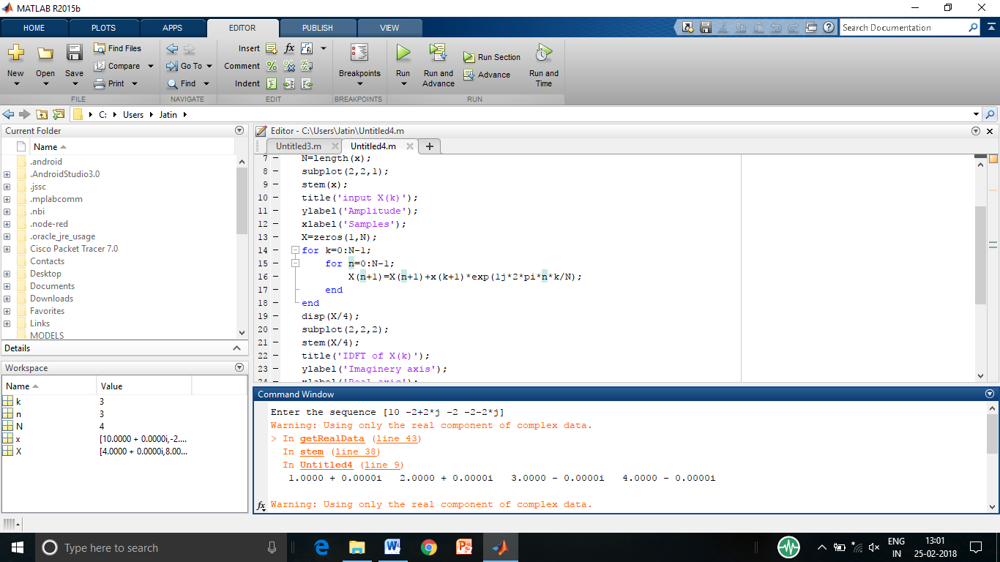 MATLAB R2015b
HOME PLOTS APPS EDITOR PUBLISH VIEW Search Documentation
New Open Save Find Files Compare Print
Go To Find
Insert fx Comment Indent
Breakpoints
Run Run and Advance Run Section Advance Run and Time
FILE NAVIGATE EDIT BREAKPOINTS RUN
C: Users Jatin
Current Folder
Name
.android
.AndroidStudio3.0
.jssc
.mplabcomm
.nbi
.node-red
.oracle_jre_usage
Cisco Packet Tracer 7.0
Contacts
Desktop
Documents
Downloads
Favorites
Links
MODELS
Details
Workspace
Name Value
k 3
n 3
N 4
x [10.0000 + 0.0000i,-2....
X [4.0000 + 0.0000i,8.00...
Editor - C:\Users\Jatin\Untitled4.m
Untitled3.m Untitled4.m
7 N=length(x);
8 subplot(2,2,1);
9 stem(x);
10 title('input X(k)');
11 ylabel('Amplitude');
12 xlabel('Samples');
13 X=zeros(1,N);
14 for k=0:N-1;
15 for n=0:N-1;
16 X(n+1)=X(n+1)+x(k+1)*exp(1j*2*pi*n*k/N);
17 end
18 end
19 disp(X/4);
20 subplot(2,2,2);
21 stem(X/4);
22 title('IDFT of X(k)');
23 ylabel('Imaginery axis');
24 xlabel('Real axis');
Command Window
Enter the sequence [10 -2+2*j -2 -2-2*j]
Warning: Using only the real component of complex data.
> In getRealData (line 43)
In stem (line 38)
In Untitled4 (line 9)
1.0000 + 0.0000i 2.0000 + 0.0000i 3.0000 - 0.0000i 4.0000 - 0.0000i
fx Warning: Using only the real component of complex data.
Type here to search
ENG
IN
13:01
25-02-2018